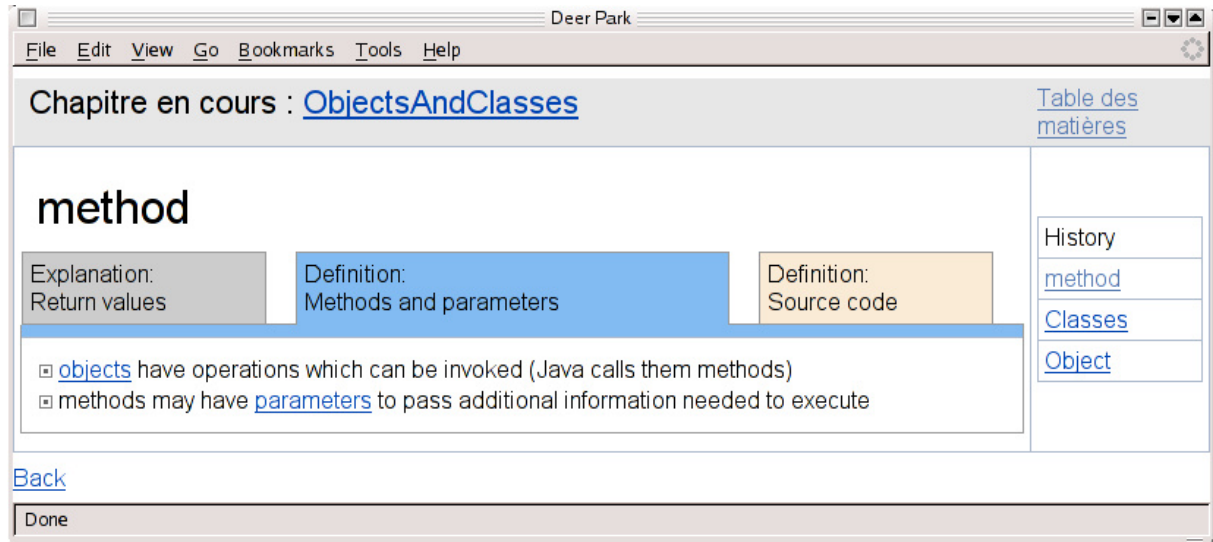 Deer Park
File Edit View Go Bookmarks Tools Help
Chapitre en cours : ObjectsAndClasses
Table des
matières
method
Explanation:
Return values
Definition:
Methods and parameters
Definition:
Source code
objects have operations which can be invoked (Java calls them methods)
methods may have parameters to pass additional information needed to execute
History
method
Classes
Object
Back
Done